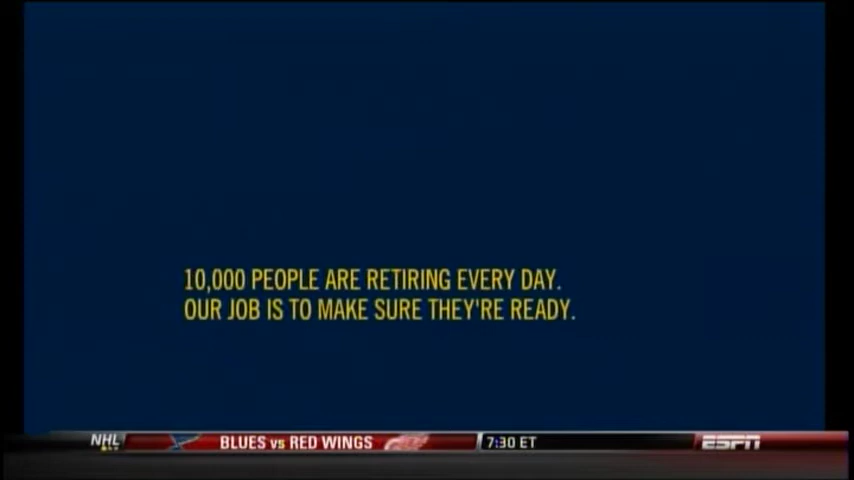 10,000 PEOPLE ARE RETIRING EVERY DAY.
OUR JOB IS TO MAKE SURE THEY'RE READY.
NHL BLUES vs RED WINGS 7:30 ET ESPN